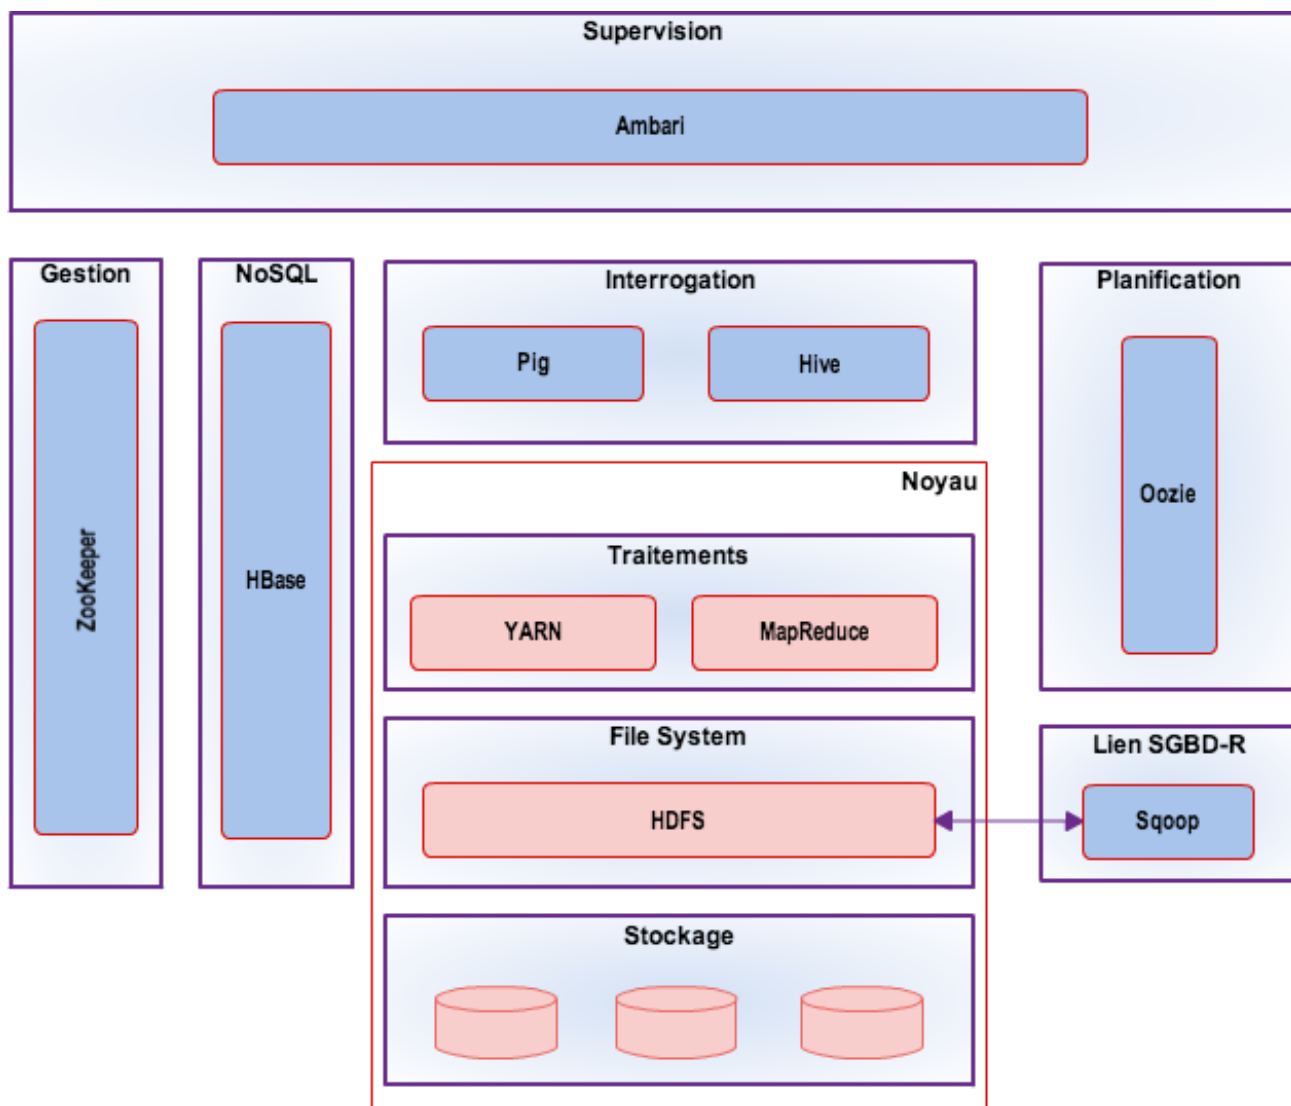 Supervision
Ambari
Gestion
ZooKeeper
NoSQL
HBase
Interrogation
Pig
Hive
Planification
Oozie
Noyau
Traitements
YARN
MapReduce
File System
HDFS
Lien SGBD-R
Sqoop
Stockage